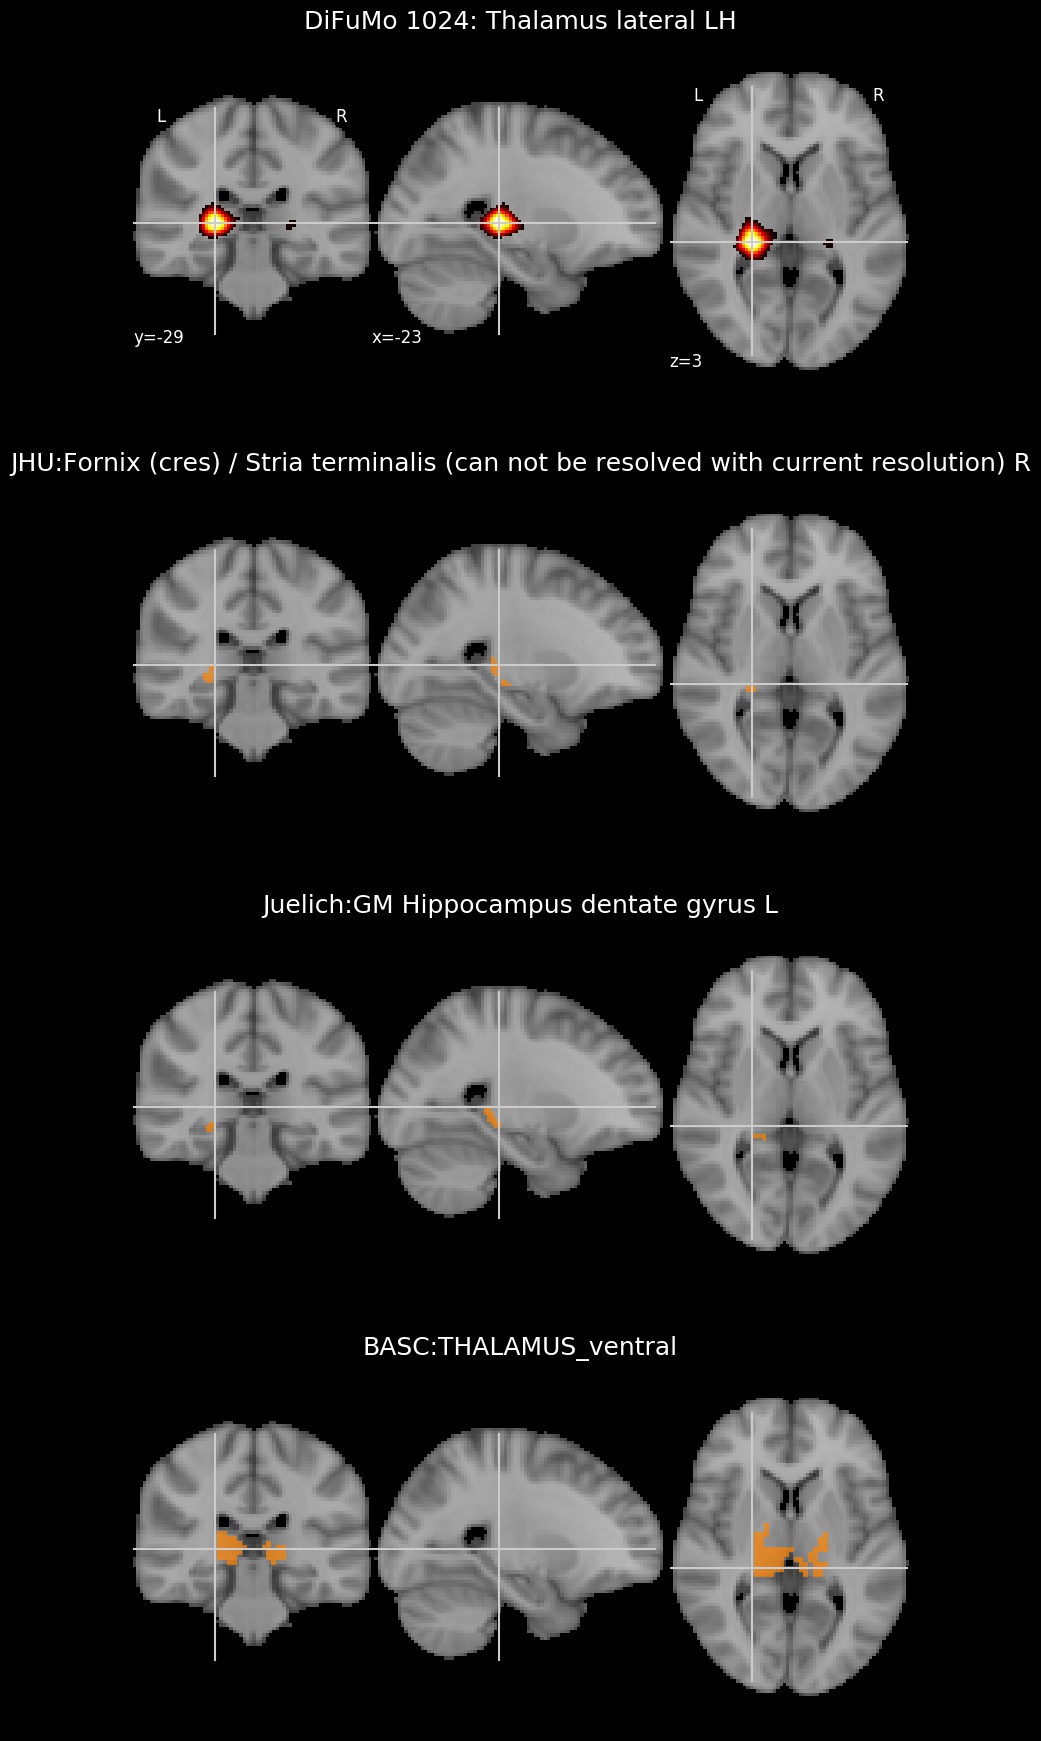 DiFuMo 1024: Thalamus lateral LH
L R
L R
y=-29
x=-23
z=3
JHU:Fornix (cres) / Stria terminalis (can not be resolved with current resolution) R
Juelich:GM Hippocampus dentate gyrus L
BASC:THALAMUS_ventral